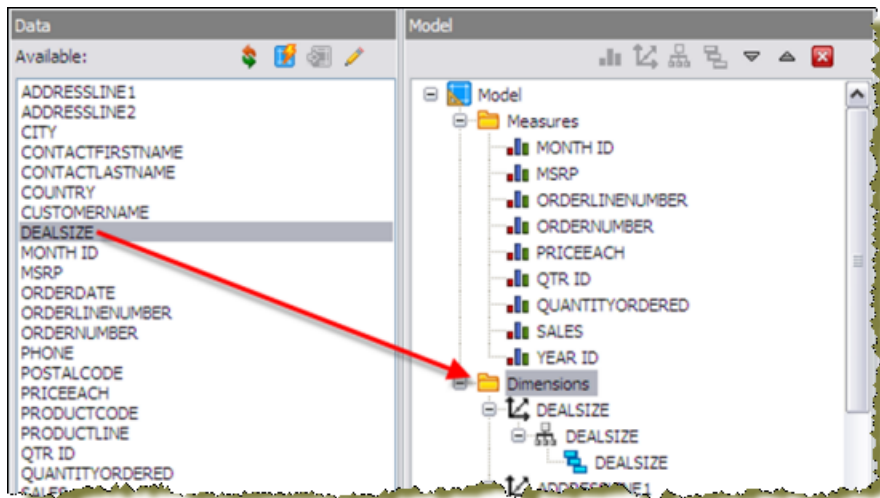 Data
Available:
ADDRESSLINE1
ADDRESSLINE2
CITY
CONTACTFIRSTNAME
CONTACTLASTNAME
COUNTRY
CUSTOMERNAME
DEALSIZE
MONTH ID
MSRP
ORDERDATE
ORDERLINENUMBER
ORDERNUMBER
PHONE
POSTALCODE
PRICEEACH
PRODUCTCODE
PRODUCTLINE
QTR ID
QUANTITYORDERED
SALES
Model
Model
Measures
MONTH ID
MSRP
ORDERLINENUMBER
ORDERNUMBER
PRICEEACH
QTR ID
QUANTITYORDERED
SALES
YEAR ID
Dimensions
DEALSIZE
DEALSIZE
DEALSIZE
ADDRESSLINE1